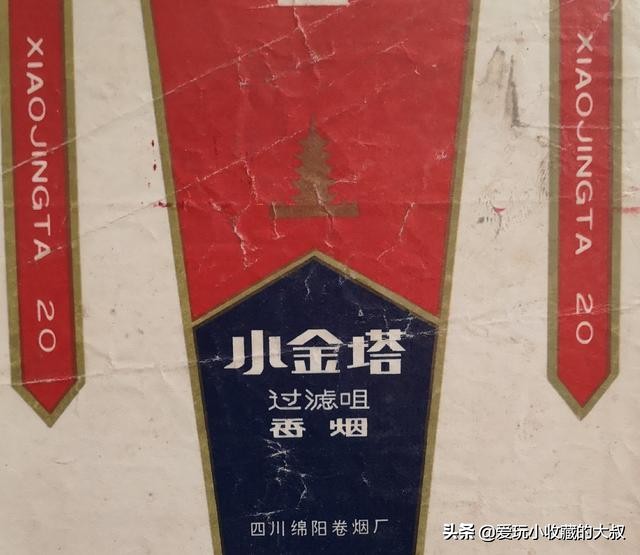 XIAOJINGTA 20
小金塔
过滤咀
香烟
四川绵阳卷烟厂
XIAOJINGTA 20
头条 @爱玩小收藏的大叔